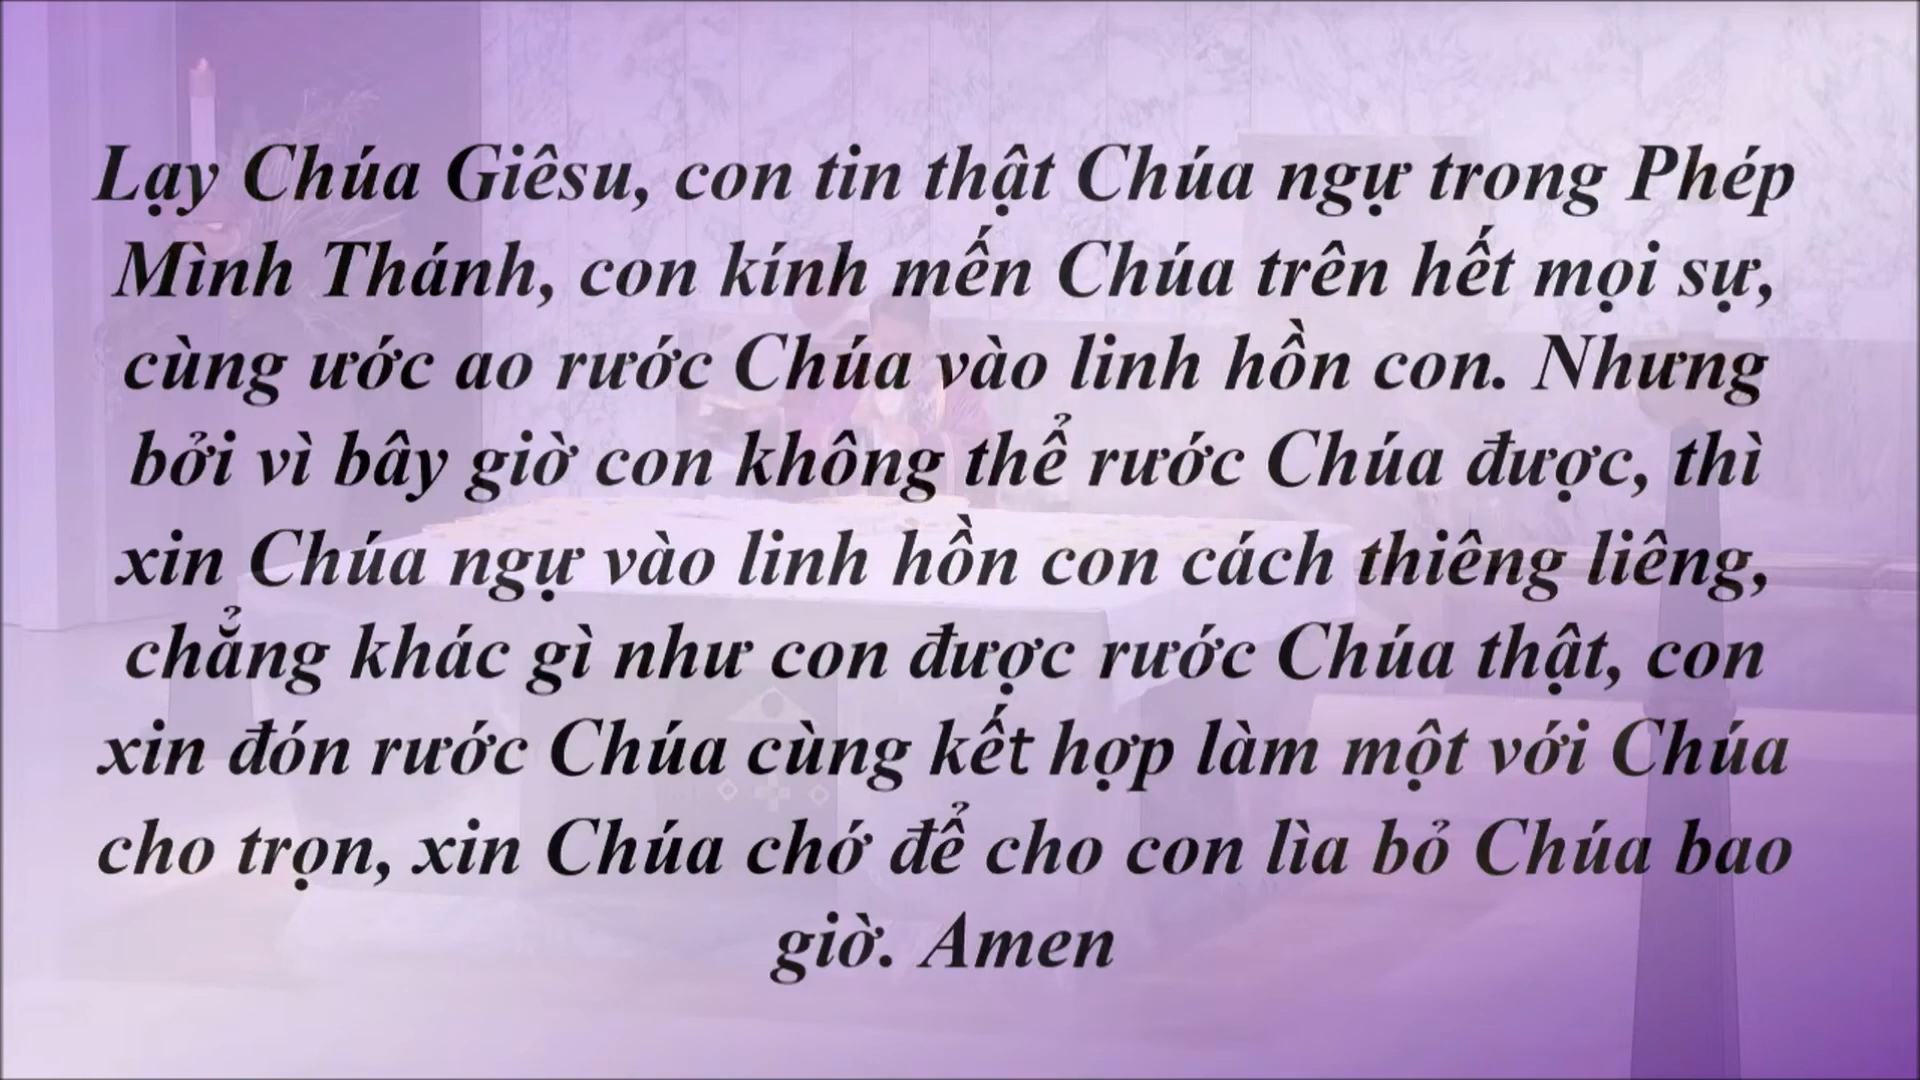 Lạy Chúa Giêsu, con tin thật Chúa ngự trong Phép
Mình Thánh, con kính mến Chúa trên hết mọi sự,
cùng ước ao rước Chúa vào linh hồn con. Nhưng
bởi vì bây giờ con không thể rước Chúa được, thì
xin Chúa ngự vào linh hồn con cách thiêng liêng,
chẳng khác gì như con được rước Chúa thật, con
xin đón rước Chúa cùng kết hợp làm một với Chúa
cho trọn, xin Chúa chớ để cho con lìa bỏ Chúa bao
giờ. Amen